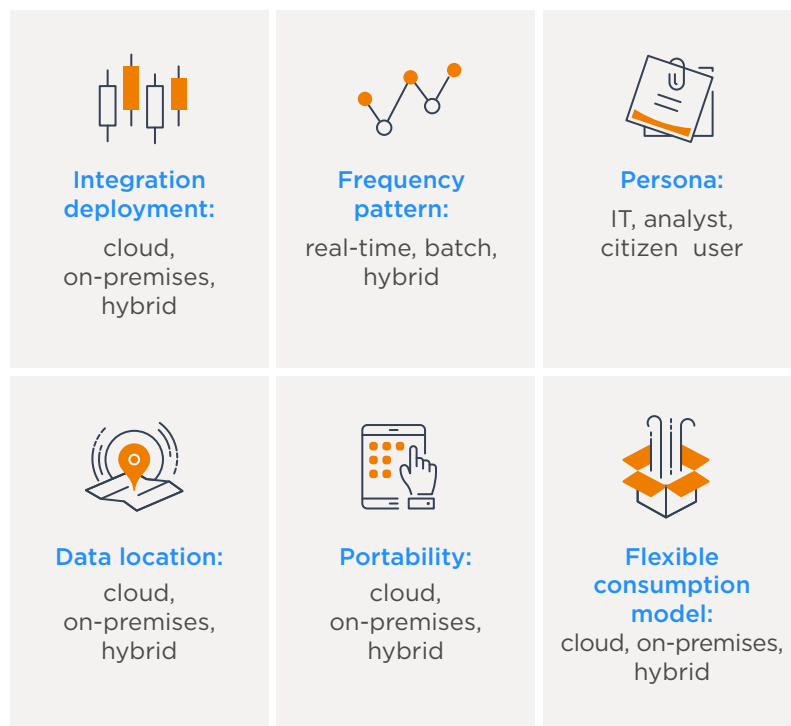 Integration
deployment:
cloud,
on-premises,
hybrid
Frequency
pattern:
real-time, batch,
hybrid
Persona:
IT, analyst,
citizen user
Data location:
cloud,
on-premises,
hybrid
Portability:
cloud,
on-premises,
hybrid
Flexible
consumption
model:
cloud, on-premises,
hybrid